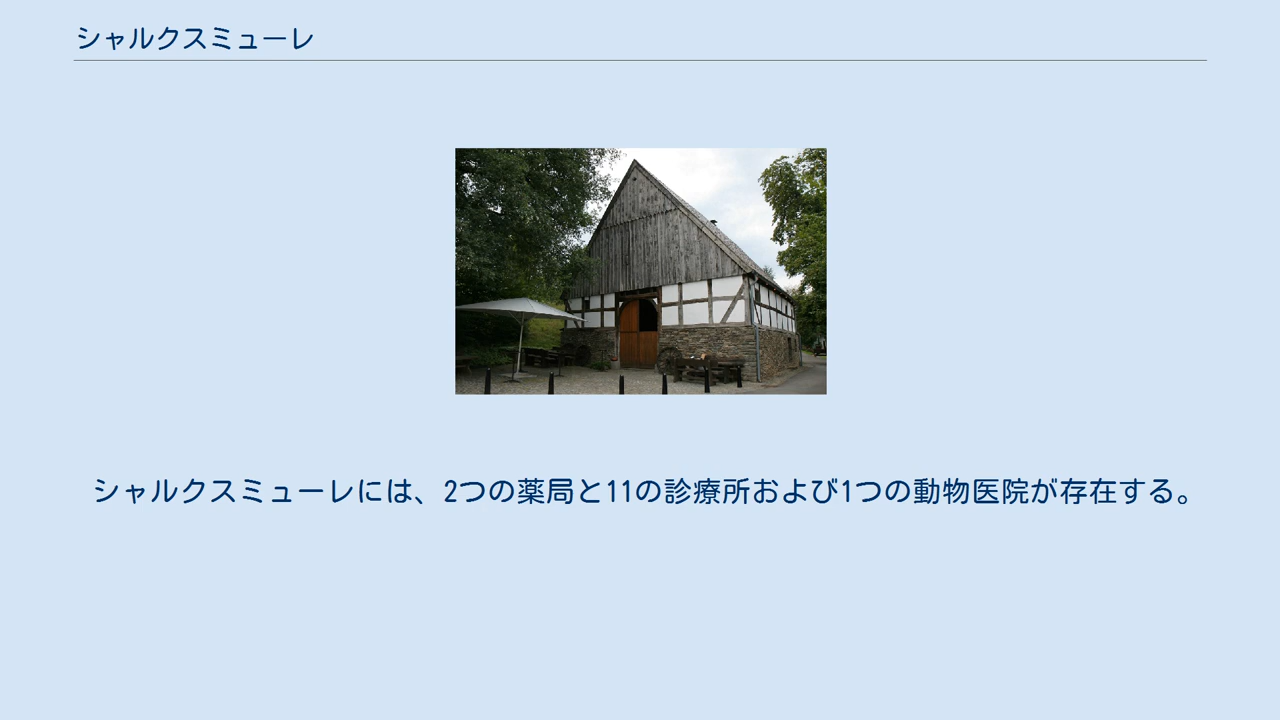 シャルクスミューレ
シャルクスミューレには、2つの薬局と11の診療所および1つの動物医院が存在する。